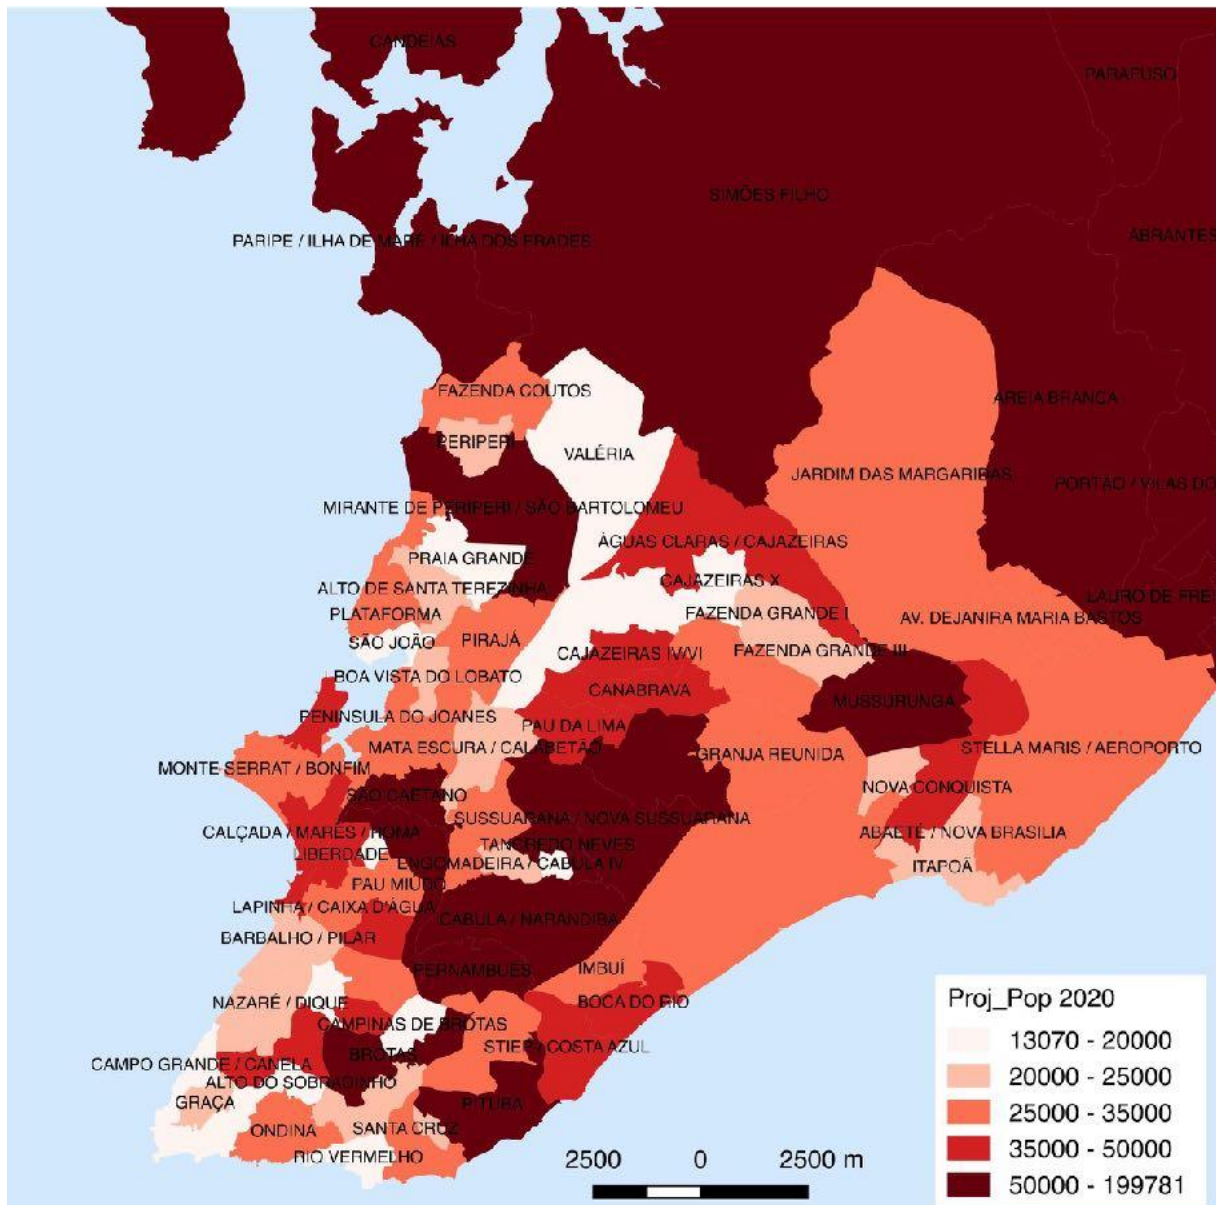 CANDEIAS
PARAFUSO
SIMÕES FILHO
ABRANTES
PARIPE / ILHA DE MARÉ / ILHA DOS FRADES
FAZENDA COUTOS
AREIA BRANCA
PERIPERI
VALÉRIA
JARDIM DAS MARGARIBAS
PORTÃO / VILAS DO
MIRANTE DE PERIPERI / SÃO BARTOLOMEU
ÁGUAS CLARAS / CAJAZEIRAS
PRAIA GRANDE
CAJAZEIRAS X
ALTO DE SANTA TEREZINHA
LAURO DE FREI
PLATAFORMA
FAZENDA GRANDE I
AV. DEJANIRA MARIA BASTOS
SÃO JOÃO
PIRAJÁ
CAJAZEIRAS IV/VI
FAZENDA GRANDE III
BOA VISTA DO LOBATO
CANABRAVA
MUSSURUNGA
PENINSULA DO JOANES
PAU DA LIMA
MATA ESCURA / CALABETÃO
GRANJA REUNIDA
STELLA MARIS / AEROPORTO
MONTE SERRAT / BONFIM
NOVA CONQUISTA
SÃO CAETANO
SUSSUARANA / NOVA SUSSUARANA
CALÇADA / MARES / ROMA
ABAETÉ / NOVA BRASILIA
TANCREDO NEVES
LIBERDADE
ENGOMADEIRA / CABULA IV
ITAPOÃ
PAU MIÚDO
LAPINHA / CAIXA D'ÁGUA
CABULA / NARANDIBA
BARBALHO / PILAR
PERNAMBUÉS
IMBUÍ
NAZARÉ / DIQUE
BOCA DO RIO
CAMPINAS DE BRÓTAS
STIEP / COSTA AZUL
BROTAS
CAMPO GRANDE / CANELA
ALTO DO SOBRADINHO
GRAÇA
PITUBA
ONDINA
SANTA CRUZ
RIO VERMELHO
2500 0 2500 m
Proj_Pop 2020
13070 - 20000
20000 - 25000
25000 - 35000
35000 - 50000
50000 - 199781